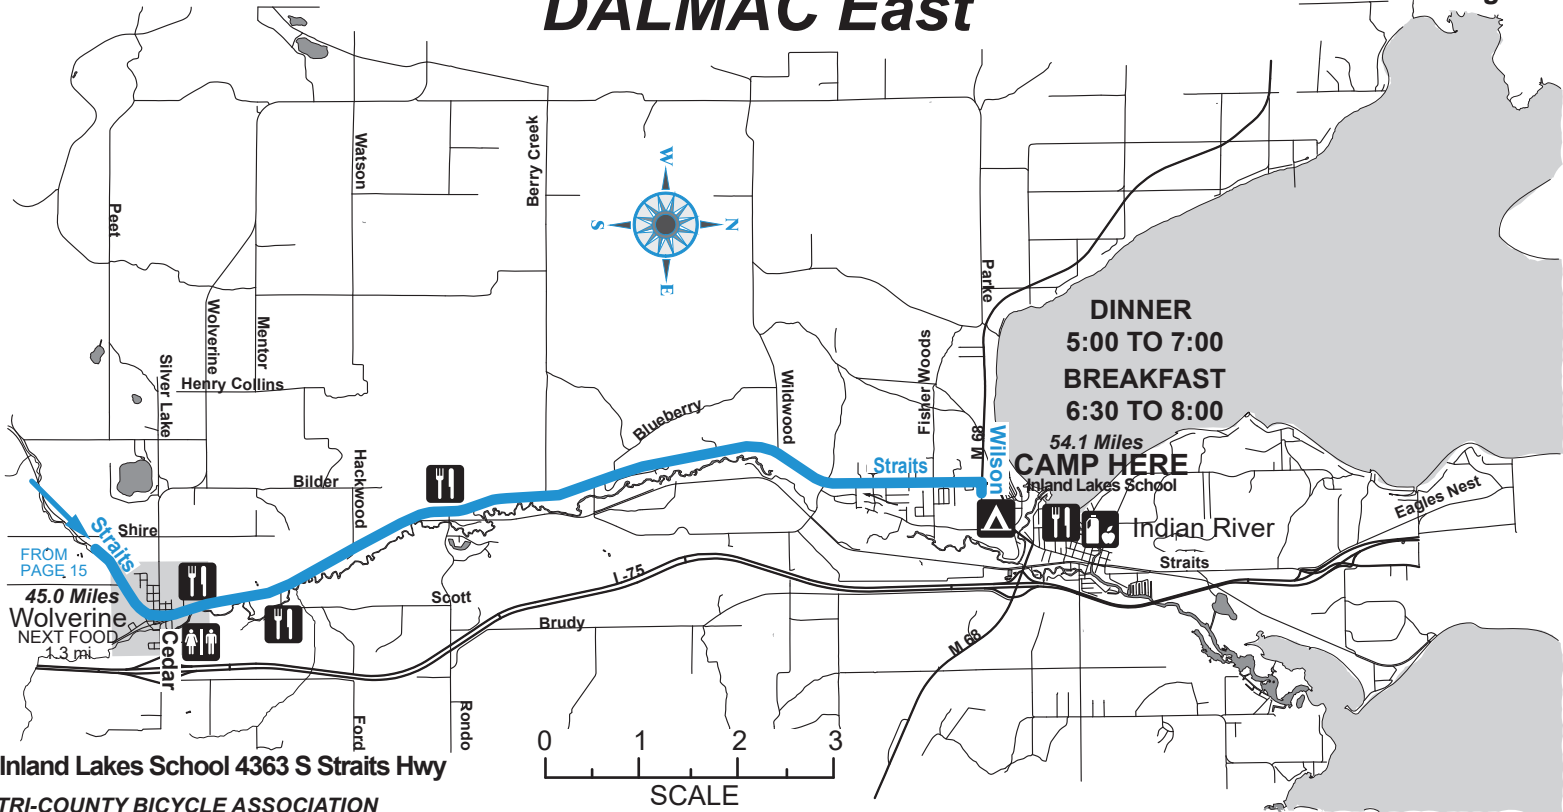 DALMAC East
Watson
Berry Creek
Peet
W
S
N
E
Parke
Wolverine
Mentor
Silver Lake
Henry Collins
Wildwood
Fisher Woods
DINNER
5:00 TO 7:00
BREAKFAST
6:30 TO 8:00
54.1 Miles
CAMP HERE
Inland Lakes School
Blueberry
M 68
Wilson
Straits
Hackwood
Bilder
Shire
Straits
FROM
PAGE 15
45.0 Miles
Wolverine
NEXT FOOD
1.3 mi
Cedar
Indian River
Eagles Nest
Straits
I-75
Scott
Brudy
M 68
Ford
Rondo
0 1 2 3
SCALE
Inland Lakes School 4363 S Straits Hwy
TRI-COUNTY BICYCLE ASSOCIATION